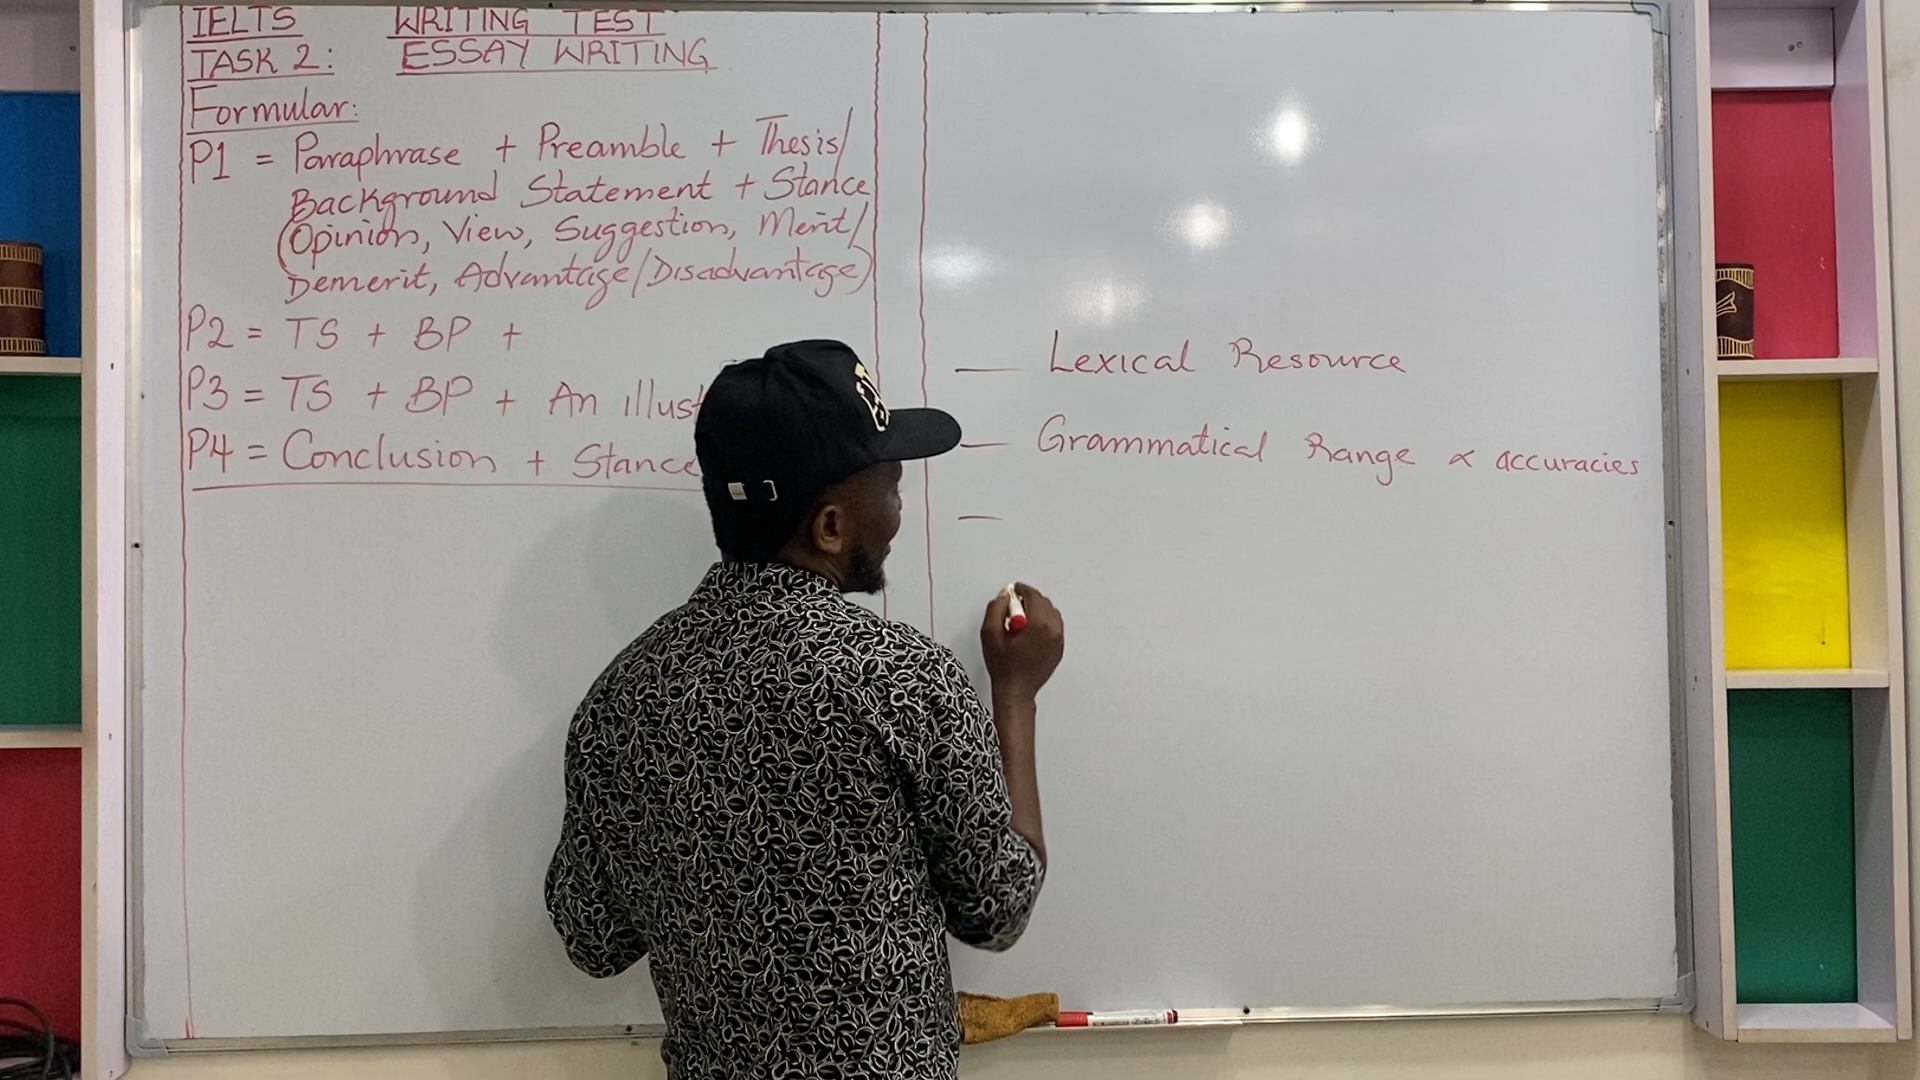 IELTS WRITING TEST
TASK 2: ESSAY WRITING
Formular:
P1 = Paraphrase + Preamble + Thesis/
Background Statement + Stance
(Opinion, View, Suggestion, Merit/
Demerit, Advantage/Disadvantage)
P2 = TS + BP +
P3 = TS + BP + An illust
P4 = Conclusion + Stance
— Lexical Resource
— Grammatical Range & accuracies
—